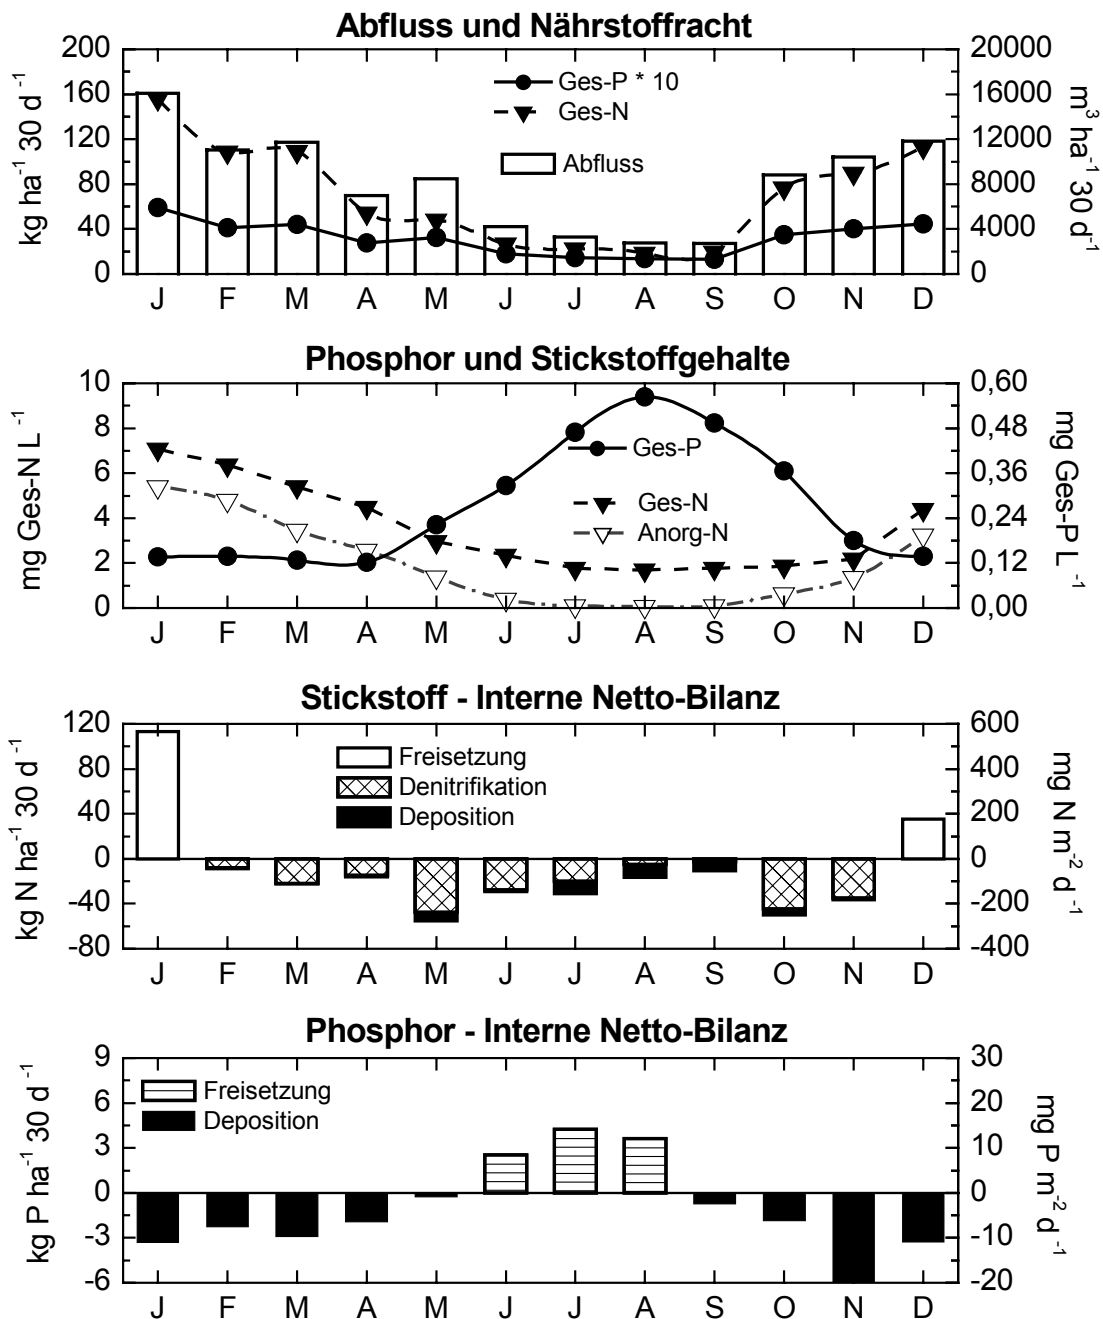 Abfluss und Nährstoffracht
kg ha⁻¹ 30 d⁻¹
200
160
120
80
40
0
Ges-P * 10
Ges-N
Abfluss
20000
16000
12000
8000
4000
0
m³ ha⁻¹ 30 d⁻¹
J F M A M J J A S O N D
Phosphor und Stickstoffgehalte
mg Ges-N L⁻¹
10
8
6
4
2
0
Ges-P
Ges-N
Anorg-N
0,60
0,48
0,36
0,24
0,12
0,00
mg Ges-P L⁻¹
J F M A M J J A S O N D
Stickstoff - Interne Netto-Bilanz
kg N ha⁻¹ 30 d⁻¹
120
80
40
0
-40
-80
Freisetzung
Denitrifikation
Deposition
600
400
200
0
-200
-400
mg N m⁻² d⁻¹
J F M A M J J A S O N D
Phosphor - Interne Netto-Bilanz
kg P ha⁻¹ 30 d⁻¹
9
6
3
0
-3
-6
Freisetzung
Deposition
30
20
10
0
-10
-20
mg P m⁻² d⁻¹
J F M A M J J A S O N D